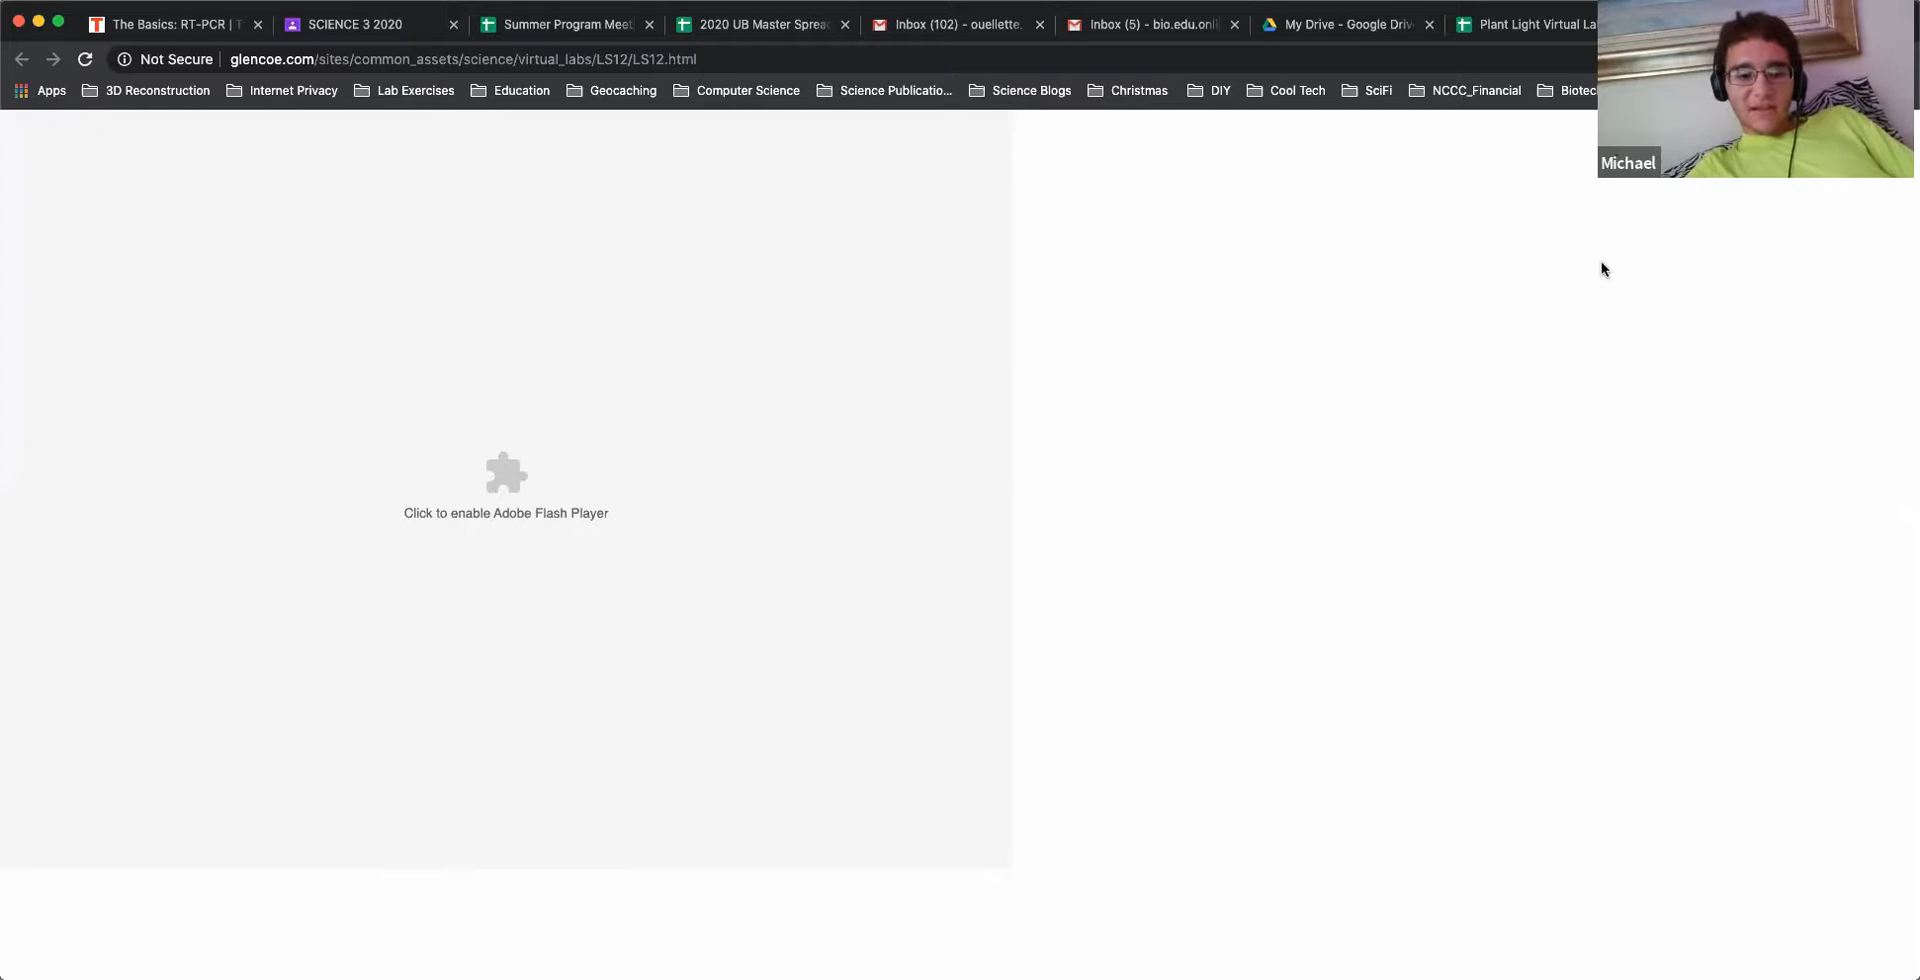 The Basics: RT-PCR | T
SCIENCE 3 2020
Summer Program Meet
2020 UB Master Sprea
Inbox (102) - ouellette.
Inbox (5) - bio.edu.onli
My Drive - Google Driv
Plant Light Virtual La
Not Secure
glencoe.com/sites/common_assets/science/virtual_labs/LS12/LS12.html
Apps
3D Reconstruction
Internet Privacy
Lab Exercises
Education
Geocaching
Computer Science
Science Publicatio...
Science Blogs
Christmas
DIY
Cool Tech
SciFi
NCCC_Financial
Biotec
Michael
Click to enable Adobe Flash Player